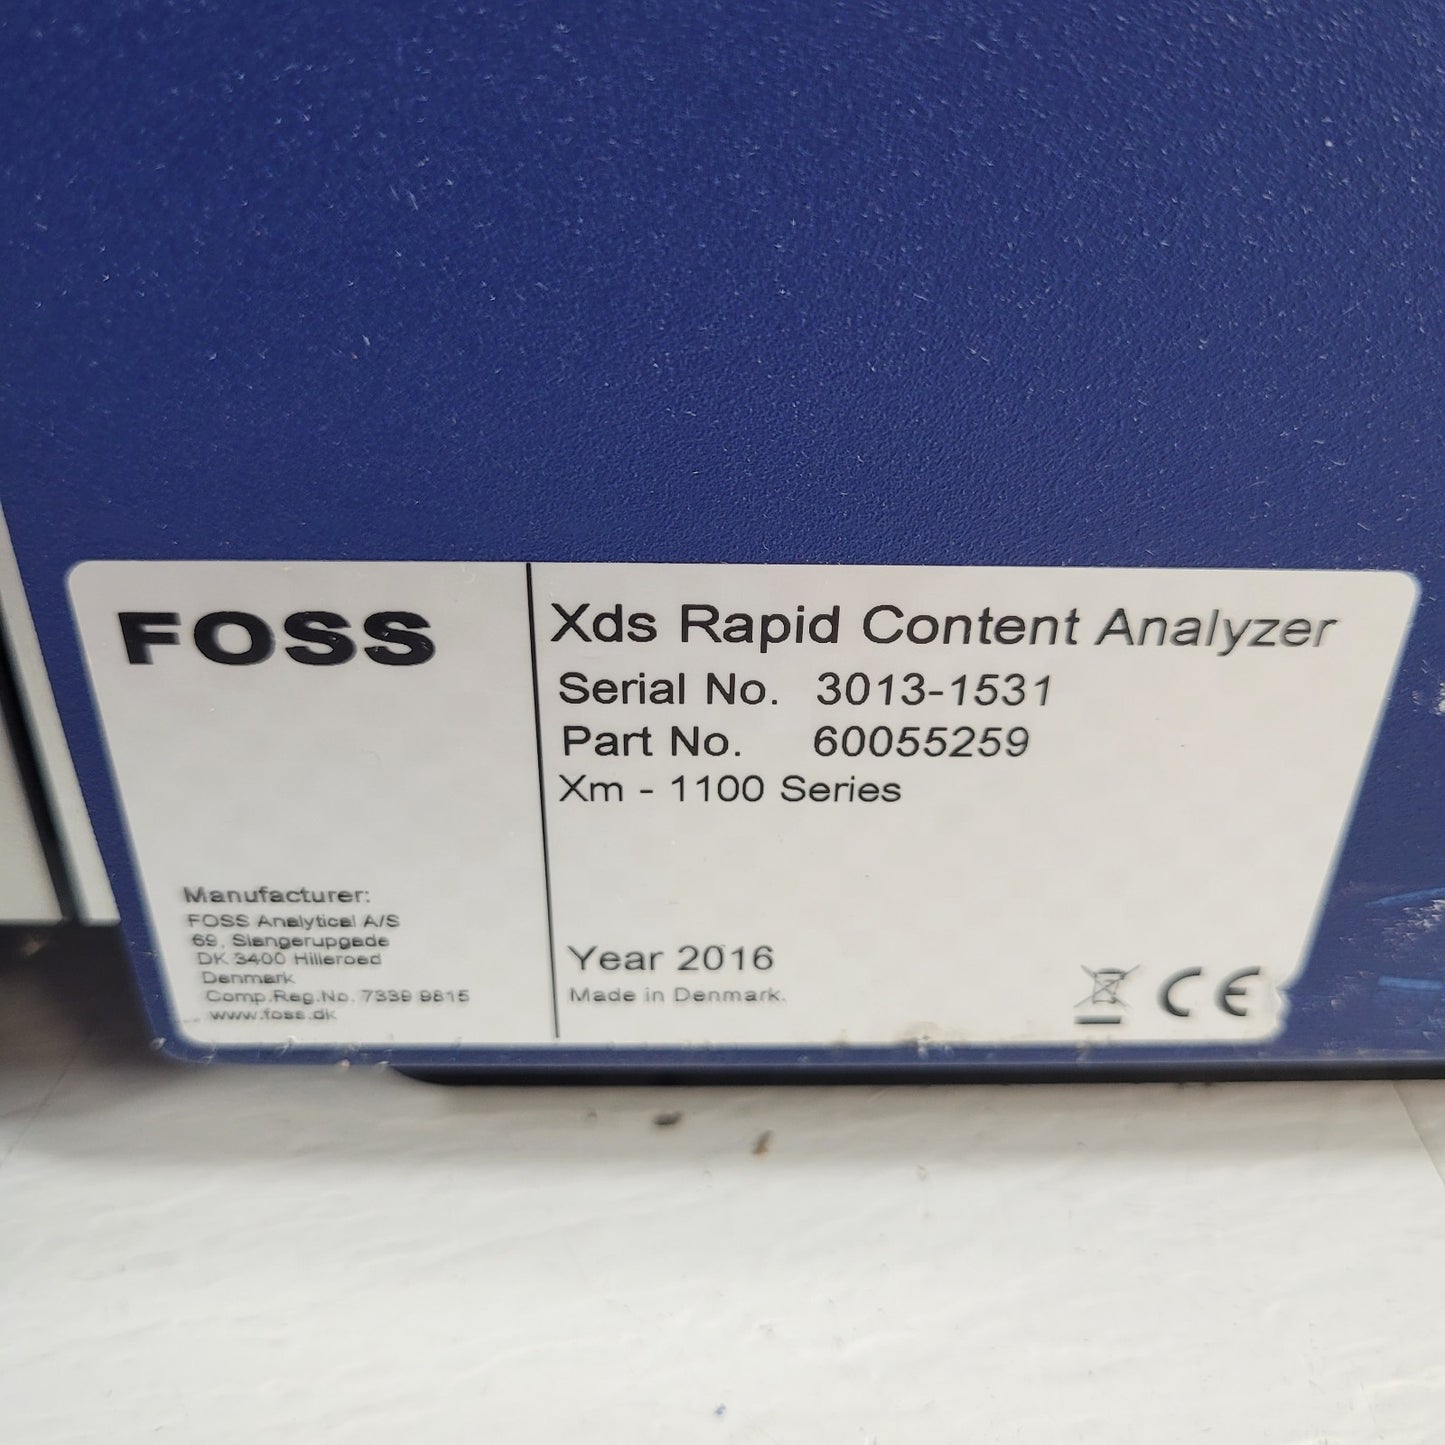 FOSS
Xds Rapid Content Analyzer
Serial No. 3013-1531
Part No. 60055259
Xm - 1100 Series
Manufacturer:
FOSS Analytical A/S
69, Slangerupgade
DK 3400 Hilleroed
Denmark
Comp.Reg.No. 7339 9815
www.foss.dk
Year 2016
Made in Denmark.
CE